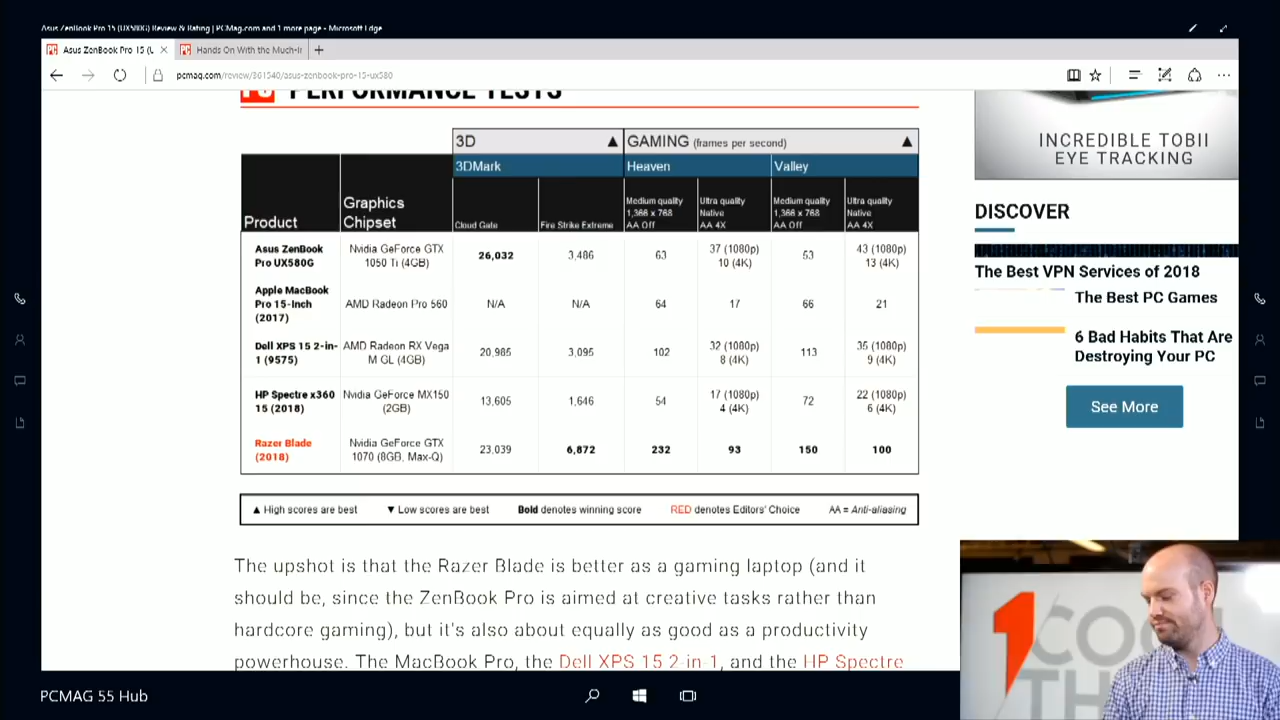 Asus ZenBook Pro 15 (UX580G) Review & Rating | PCMag.com and 1 more page - Microsoft Edge
Asus ZenBook Pro 15 (U
Hands On With the Much-I
pcmag.com/review/361540/asus-zenbook-pro-15-ux580
PERFORMANCE TESTS
3D ▲ GAMING (frames per second) ▲
3DMark Heaven Valley
Product Graphics Chipset Cloud Gate Fire Strike Extreme Medium quality 1,366 x 768 AA Off Ultra quality Native AA 4X Medium quality 1,366 x 768 AA Off Ultra quality Native AA 4X
Asus ZenBook Pro UX580G Nvidia GeForce GTX 1050 Ti (4GB) 26,032 3,486 63 37 (1080p) 10 (4K) 53 43 (1080p) 13 (4K)
Apple MacBook Pro 15-Inch (2017) AMD Radeon Pro 560 N/A N/A 64 17 66 21
Dell XPS 15 2-in-1 (9575) AMD Radeon RX Vega M GL (4GB) 20,985 3,095 102 32 (1080p) 8 (4K) 113 35 (1080p) 9 (4K)
HP Spectre x360 15 (2018) Nvidia GeForce MX150 (2GB) 13,605 1,646 54 17 (1080p) 4 (4K) 72 22 (1080p) 6 (4K)
Razer Blade (2018) Nvidia GeForce GTX 1070 (8GB, Max-Q) 23,039 6,872 232 93 150 100
▲ High scores are best ▼ Low scores are best Bold denotes winning score RED denotes Editors' Choice AA = Anti-aliasing
The upshot is that the Razer Blade is better as a gaming laptop (and it
should be, since the ZenBook Pro is aimed at creative tasks rather than
hardcore gaming), but it's also about equally as good as a productivity
powerhouse. The MacBook Pro, the Dell XPS 15 2-in-1, and the HP Spectre
INCREDIBLE TOBII
EYE TRACKING
DISCOVER
The Best VPN Services of 2018
The Best PC Games
6 Bad Habits That Are
Destroying Your PC
See More
1 COO
TH
PCMAG 55 Hub